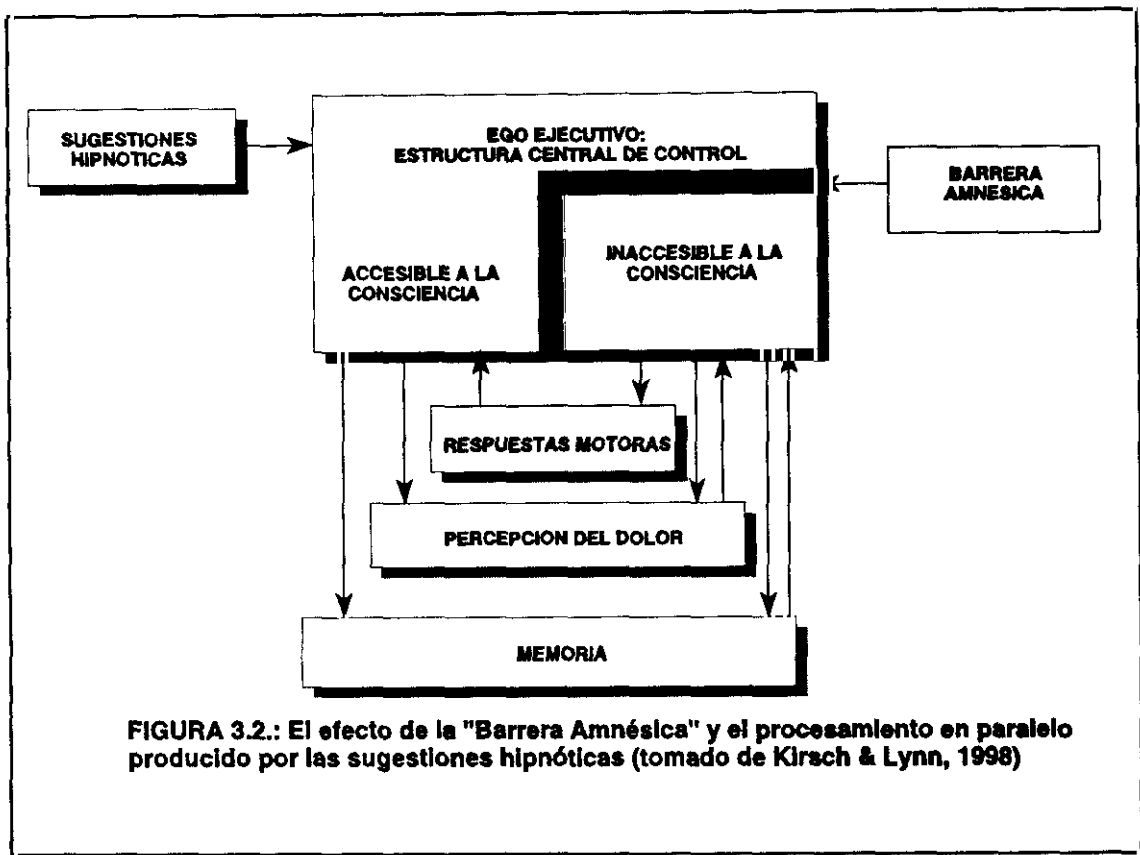 SUGESTIONES
HIPNOTICAS
EGO EJECUTIVO:
ESTRUCTURA CENTRAL DE CONTROL
BARRERA
AMNESICA
ACCESIBLE A LA
CONSCIENCIA
INACCESIBLE A LA
CONSCIENCIA
RESPUESTAS MOTORAS
PERCEPCION DEL DOLOR
MEMORIA
FIGURA 3.2.: El efecto de la "Barrera Amnésica" y el procesamiento en paralelo
producido por las sugestiones hipnóticas (tomado de Kirsch & Lynn, 1998)